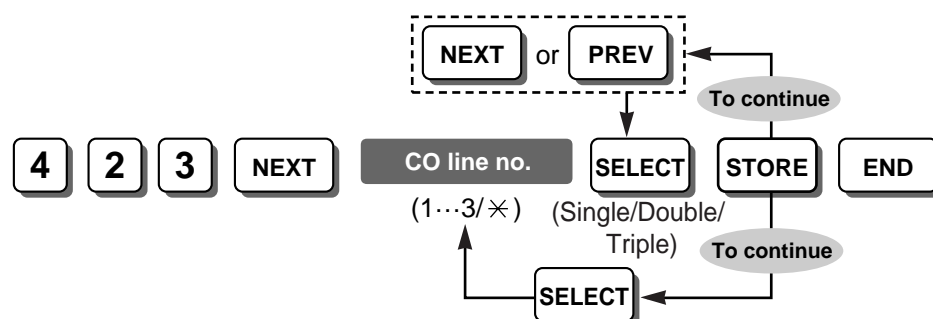 NEXT or PREV
To continue
4 2 3 NEXT CO line no. SELECT STORE END
(1···3/✳) (Single/Double/
Triple)
To continue
SELECT